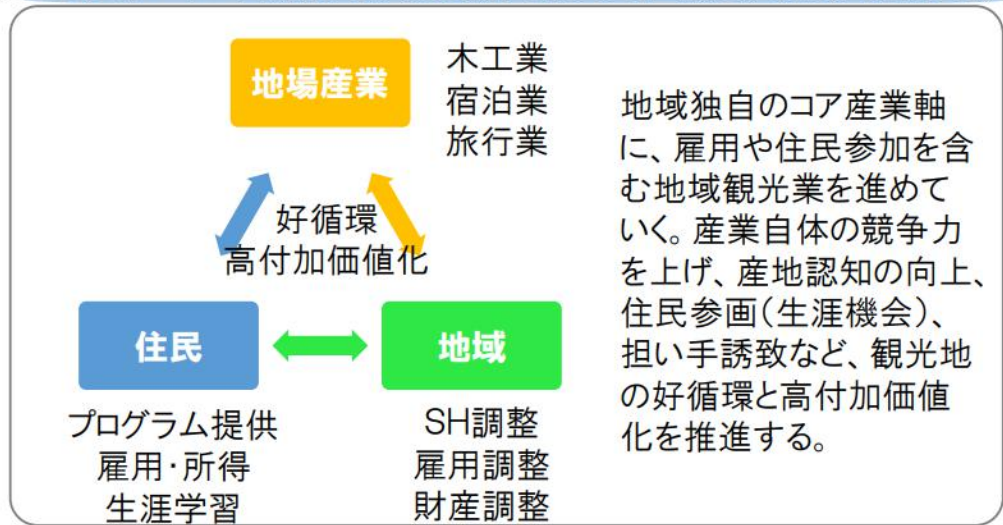 地場産業
木工業
宿泊業
旅行業
好循環
高付加価値化
住民
地域
プログラム提供
雇用・所得
生涯学習
SH調整
雇用調整
財産調整
地域独自のコア産業軸
に、雇用や住民参加を含
む地域観光業を進めて
いく。産業自体の競争力
を上げ、産地認知の向上、
住民参画(生涯機会)、
担い手誘致など、観光地
の好循環と高付加価値
化を推進する。